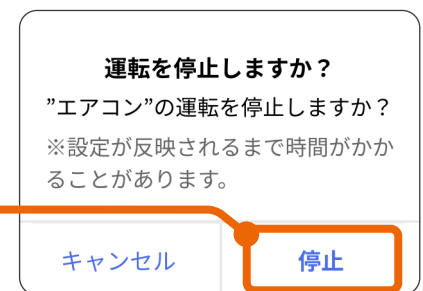 運転を停止しますか？
”エアコン”の運転を停止しますか？
※設定が反映されるまで時間がかか
ることがあります。
キャンセル
停止